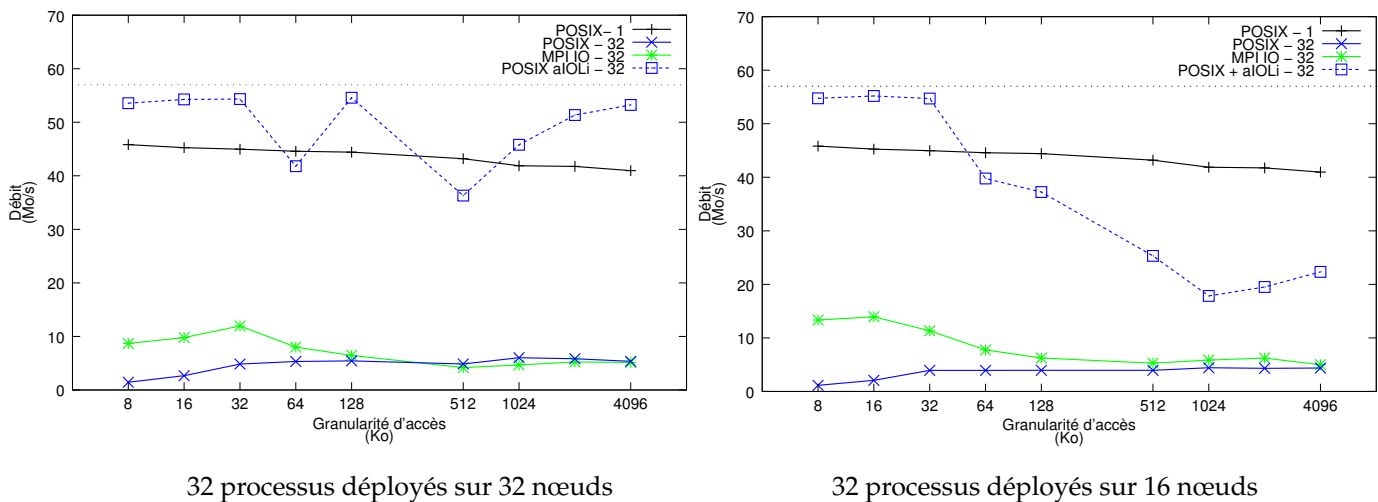 70
60
50
40
30
20
10
0
Débit
(Mo/s)
POSIX– 1
POSIX – 32
MPI IO – 32
POSIX aIOLi – 32
8 16 32 64 128 512 1024 4096
Granularité d'accès
(Ko)
32 processus déployés sur 32 nœuds
70
60
50
40
30
20
10
0
Débit
(Mo/s)
POSIX – 1
POSIX – 32
MPI IO – 32
POSIX + aIOLi – 32
8 16 32 64 128 512 1024 4096
Granularité d'accès
(Ko)
32 processus déployés sur 16 nœuds